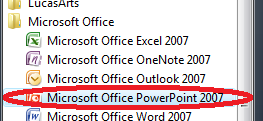 LucasArts
Microsoft Office
Microsoft Office Excel 2007
Microsoft Office OneNote 2007
Microsoft Office Outlook 2007
Microsoft Office PowerPoint 2007
Microsoft Office Word 2007